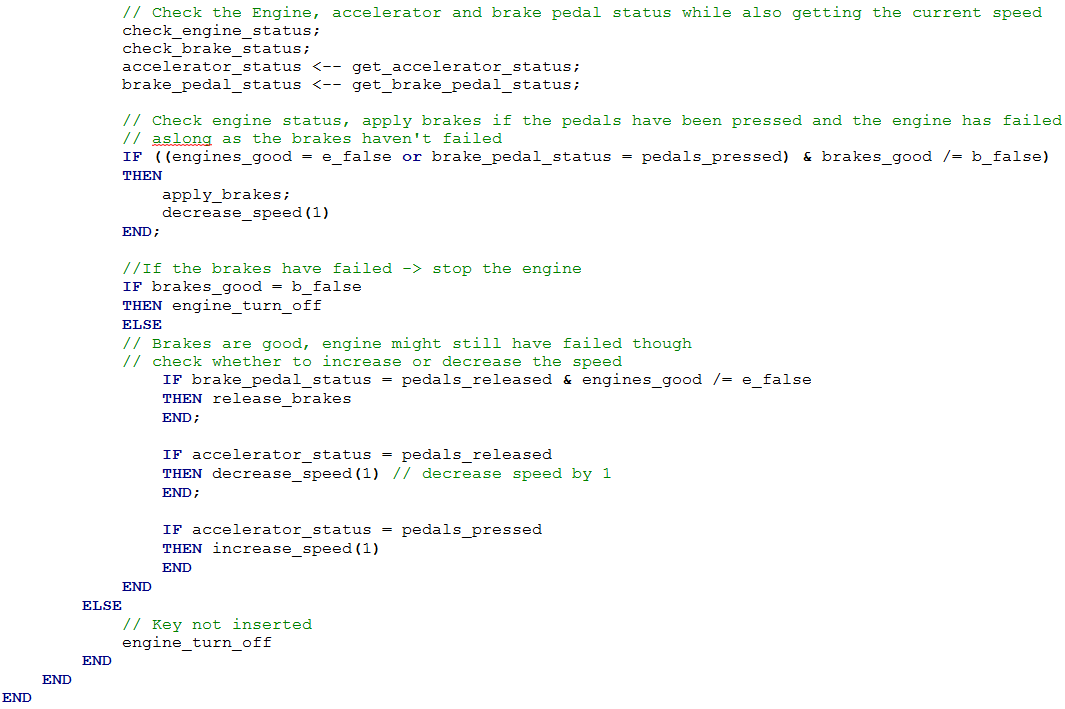 // Check the Engine, accelerator and brake pedal status while also getting the current speed
check_engine_status;
check_brake_status;
accelerator_status <-- get_accelerator_status;
brake_pedal_status <-- get_brake_pedal_status;
// Check engine status, apply brakes if the pedals have been pressed and the engine has failed
// aslong as the brakes haven't failed
IF ((engines_good = e_false or brake_pedal_status = pedals_pressed) & brakes_good /= b_false)
THEN
apply_brakes;
decrease_speed(1)
END;
//If the brakes have failed -> stop the engine
IF brakes_good = b_false
THEN engine_turn_off
ELSE
// Brakes are good, engine might still have failed though
// check whether to increase or decrease the speed
IF brake_pedal_status = pedals_released & engines_good /= e_false
THEN release_brakes
END;
IF accelerator_status = pedals_released
THEN decrease_speed(1) // decrease speed by 1
END;
IF accelerator_status = pedals_pressed
THEN increase_speed(1)
END
END
ELSE
// Key not inserted
engine_turn_off
END
END
END